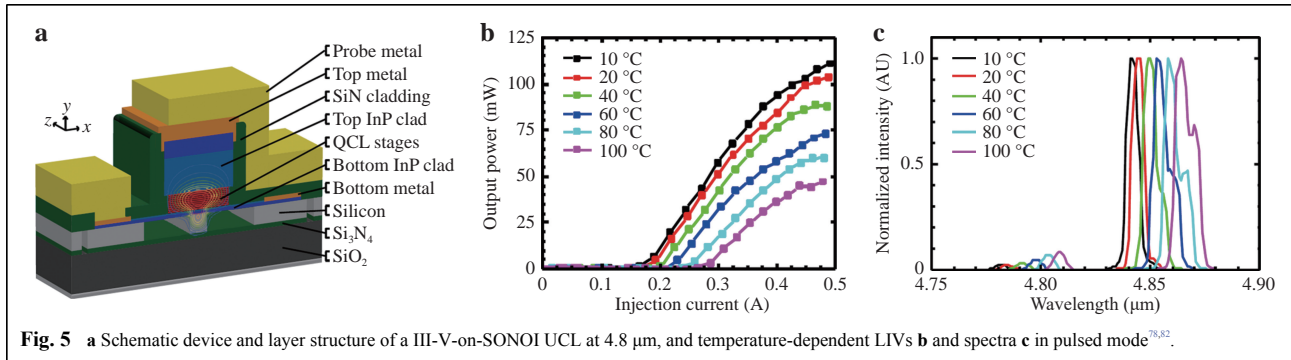 a
Probe metal
Top metal
SiN cladding
Top InP clad
QCL stages
Bottom InP clad
Bottom metal
Silicon
Si₃N₄
SiO₂
y
z
x
b
125
100
75
50
25
0
Output power (mW)
10 °C
20 °C
40 °C
60 °C
80 °C
100 °C
0
0.1
0.2
0.3
0.4
0.5
Injection current (A)
c
1.0
0.5
0
Normalized intensity (AU)
10 °C
20 °C
40 °C
60 °C
80 °C
100 °C
4.75
4.80
4.85
4.90
Wavelength (μm)
Fig. 5 a Schematic device and layer structure of a III-V-on-SONOI UCL at 4.8 μm, and temperature-dependent LIVs b and spectra c in pulsed mode⁷⁸,⁸².